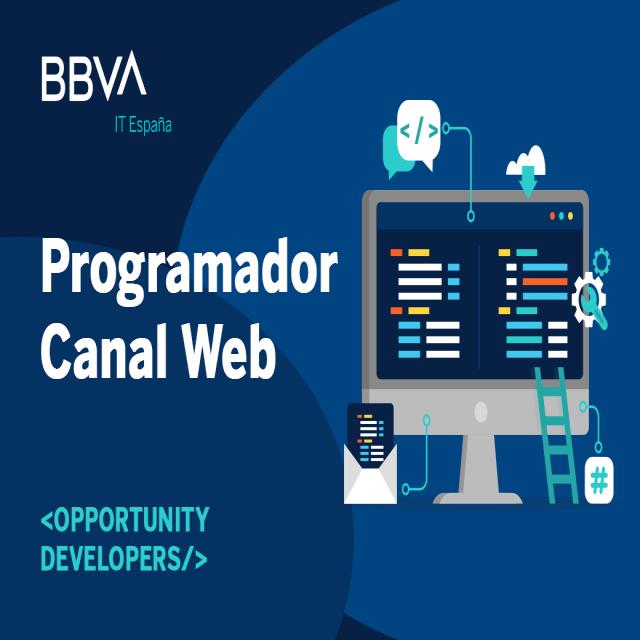 BBVA
IT España
</>
Programador
Canal Web
#
<OPPORTUNITY
DEVELOPERS/>